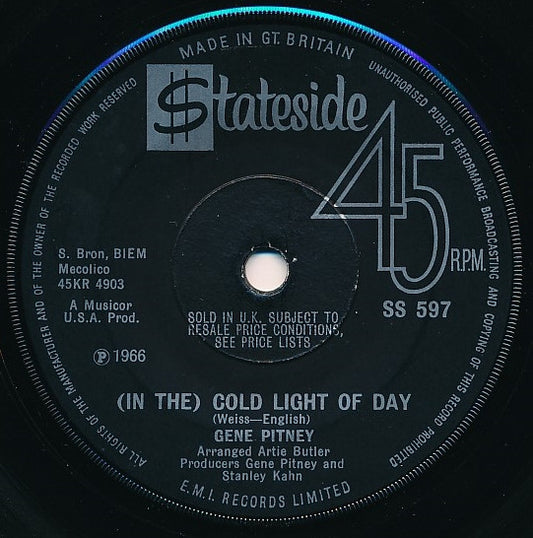 MADE IN GT. BRITAIN
UNAUTHORISED PUBLIC PERFORMANCE BROADCASTING AND COPYING OF THIS RECORD PROHIBITED
ALL RIGHTS OF THE MANUFACTURER AND OF THE OWNER OF THE RECORDED WORK RESERVED
$tateside
45
R.P.M.
SS 597
S. Bron, BIEM
Mecolico
45KR 4903
A Musicor
U.S.A. Prod.
Ⓟ 1966
SOLD IN U.K. SUBJECT TO
RESALE PRICE CONDITIONS,
SEE PRICE LISTS
(IN THE) COLD LIGHT OF DAY
(Weiss—English)
GENE PITNEY
Arranged Artie Butler
Producers Gene Pitney and
Stanley Kahn
E.M.I. RECORDS LIMITED